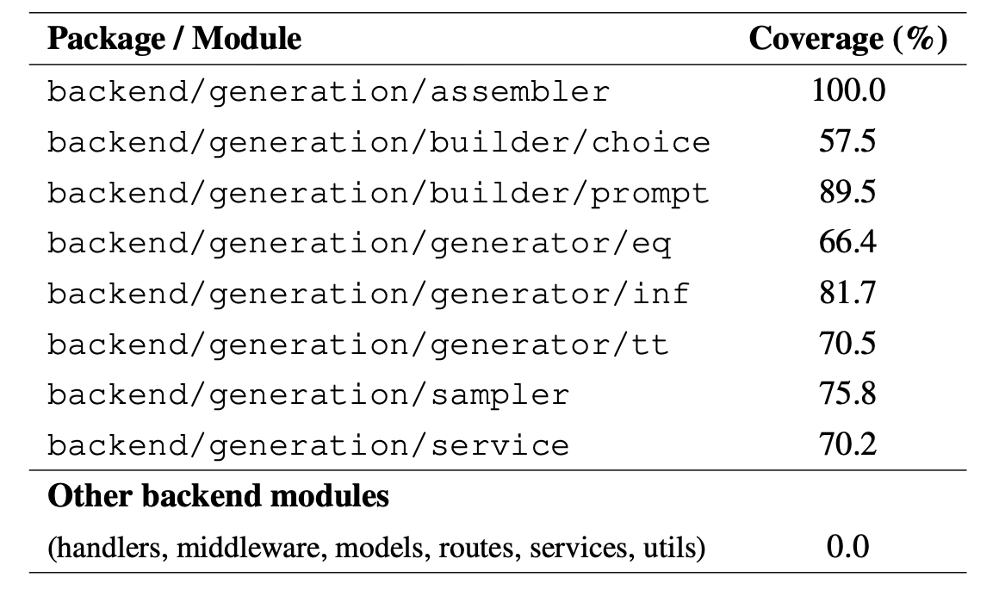 Package / Module Coverage (%)
backend/generation/assembler 100.0
backend/generation/builder/choice 57.5
backend/generation/builder/prompt 89.5
backend/generation/generator/eq 66.4
backend/generation/generator/inf 81.7
backend/generation/generator/tt 70.5
backend/generation/sampler 75.8
backend/generation/service 70.2
Other backend modules
(handlers, middleware, models, routes, services, utils) 0.0